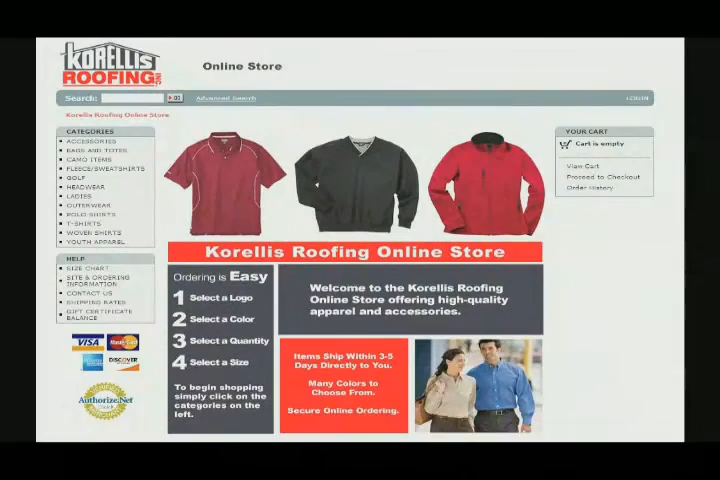 KORELLIS
ROOFING INC
Online Store
Search:
GO
Advanced Search
LOGIN
Korellis Roofing Online Store
CATEGORIES
ACCESSORIES
BAGS AND TOTES
CAMO ITEMS
FLEECE/SWEATSHIRTS
GOLF
HEADWEAR
LADIES
OUTERWEAR
POLO SHIRTS
T-SHIRTS
WOVEN SHIRTS
YOUTH APPAREL
HELP
SIZE CHART
SITE & ORDERING
INFORMATION
CONTACT US
SHIPPING RATES
GIFT CERTIFICATE
BALANCE
VISA
MasterCard
AMERICAN EXPRESS
DISCOVER
Authorize.Net
Click
YOUR CART
Cart is empty
View Cart
Proceed to Checkout
Order History
Korellis Roofing Online Store
Ordering is Easy
1 Select a Logo
2 Select a Color
3 Select a Quantity
4 Select a Size
To begin shopping
simply click on the
categories on the
left.
Welcome to the Korellis Roofing
Online Store offering high-quality
apparel and accessories.
Items Ship Within 3-5
Days Directly to You.
Many Colors to
Choose From.
Secure Online Ordering.